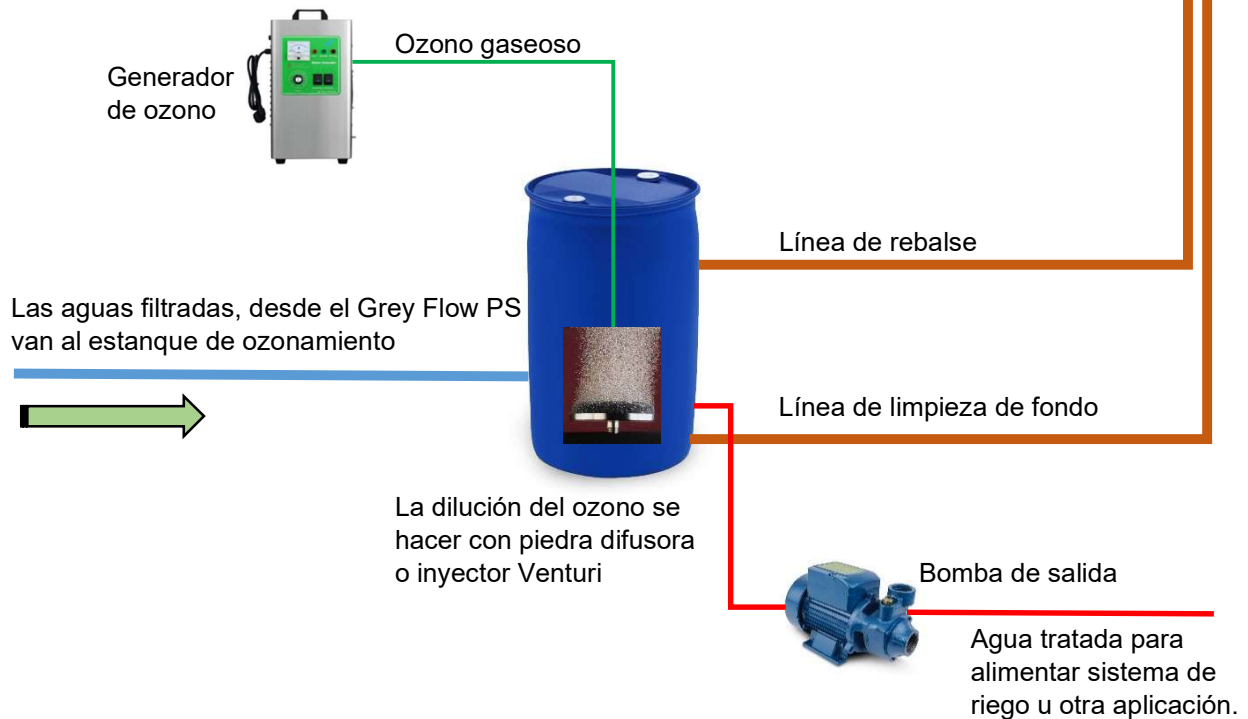 Ozono gaseoso
Generador
de ozono
Línea de rebalse
Las aguas filtradas, desde el Grey Flow PS
van al estanque de ozonamiento
Línea de limpieza de fondo
La dilución del ozono se
hacer con piedra difusora
o inyector Venturi
Bomba de salida
Agua tratada para
alimentar sistema de
riego u otra aplicación.